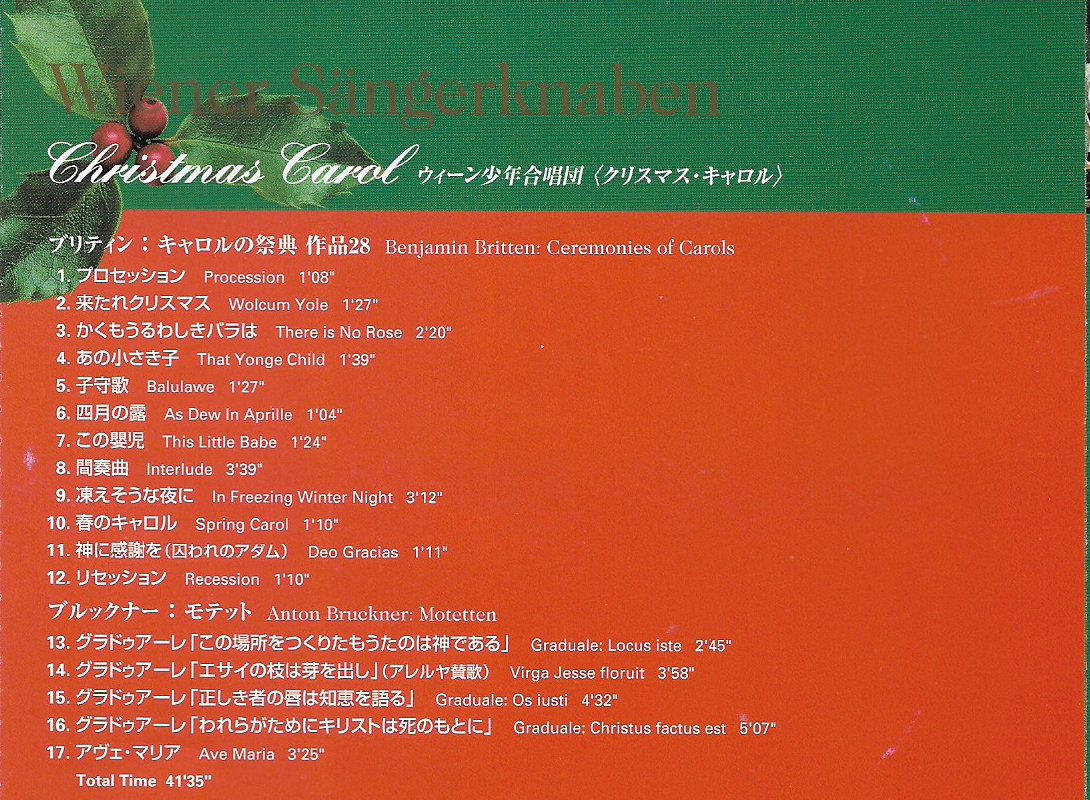 Wiener Sängerknaben
Christmas Carol ウィーン少年合唱団〈クリスマス・キャロル〉
ブリティン：キャロルの祭典 作品28 Benjamin Britten: Ceremonies of Carols
1. プロセッション Procession 1'08"
2. 来たれクリスマス Wolcum Yole 1'27"
3. かくもうるわしきバラは There is No Rose 2'20"
4. あの小さき子 That Yonge Child 1'39"
5. 子守歌 Balulawe 1'27"
6. 四月の露 As Dew In Aprille 1'04"
7. この嬰児 This Little Babe 1'24"
8. 間奏曲 Interlude 3'39"
9. 凍えそうな夜に In Freezing Winter Night 3'12"
10. 春のキャロル Spring Carol 1'10"
11. 神に感謝を（囚われのアダム） Deo Gracias 1'11"
12. リセッション Recession 1'10"
ブルックナー：モテット Anton Bruckner: Motetten
13. グラドゥアーレ「この場所をつくりたもうたのは神である」 Graduale: Locus iste 2'45"
14. グラドゥアーレ「エサイの枝は芽を出し」（アレルヤ賛歌） Virga Jesse floruit 3'58"
15. グラドゥアーレ「正しき者の唇は知恵を語る」 Graduale: Os iusti 4'32"
16. グラドゥアーレ「われらがためにキリストは死のもとに」 Graduale: Christus factus est 5'07"
17. アヴェ・マリア Ave Maria 3'25"
Total Time 41'35"